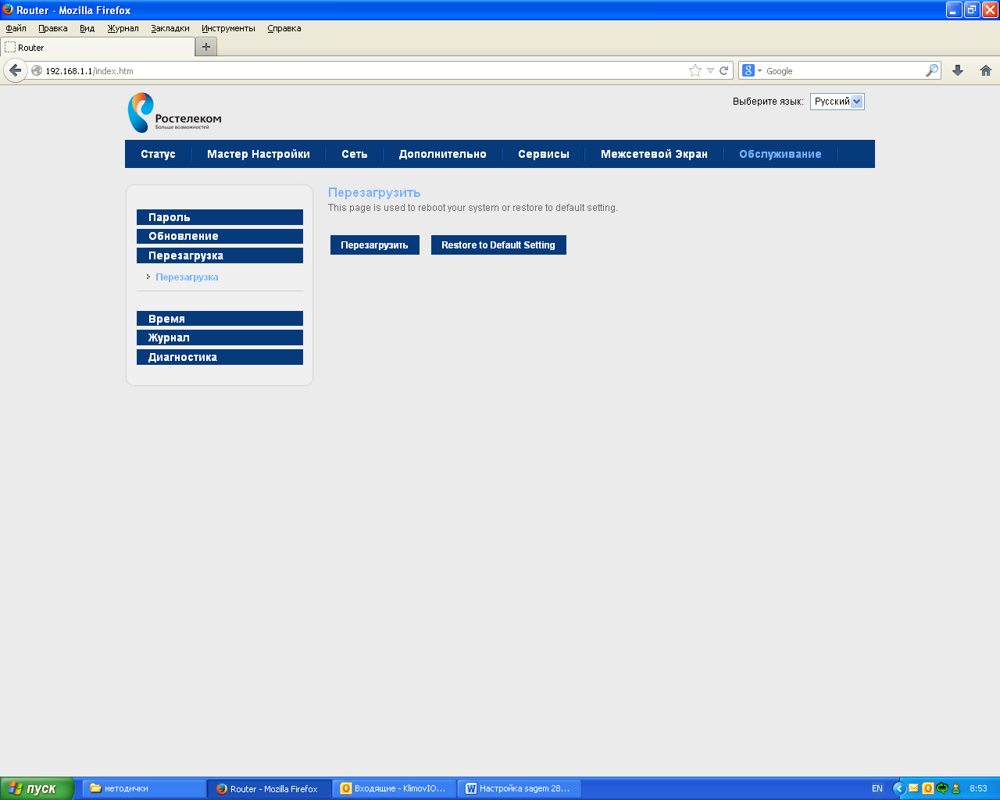 Router - Mozilla Firefox
Файл Правка Вид Журнал Закладки Инструменты Справка
Router
192.168.1.1/index.htm
Google
Ростелеком
Больше возможностей
Выберите язык: Русский
Статус Мастер Настройки Сеть Дополнительно Сервисы Межсетевой Экран Обслуживание
Пароль
Обновление
Перезагрузка
Перезагрузка
Время
Журнал
Диагностика
Перезагрузить
This page is used to reboot your system or restore to default setting.
Перезагрузить Restore to Default Setting
пуск методички Router - Mozilla Firefox Входящие - KlimovIO... Настройка sagem 28... EN 8:53